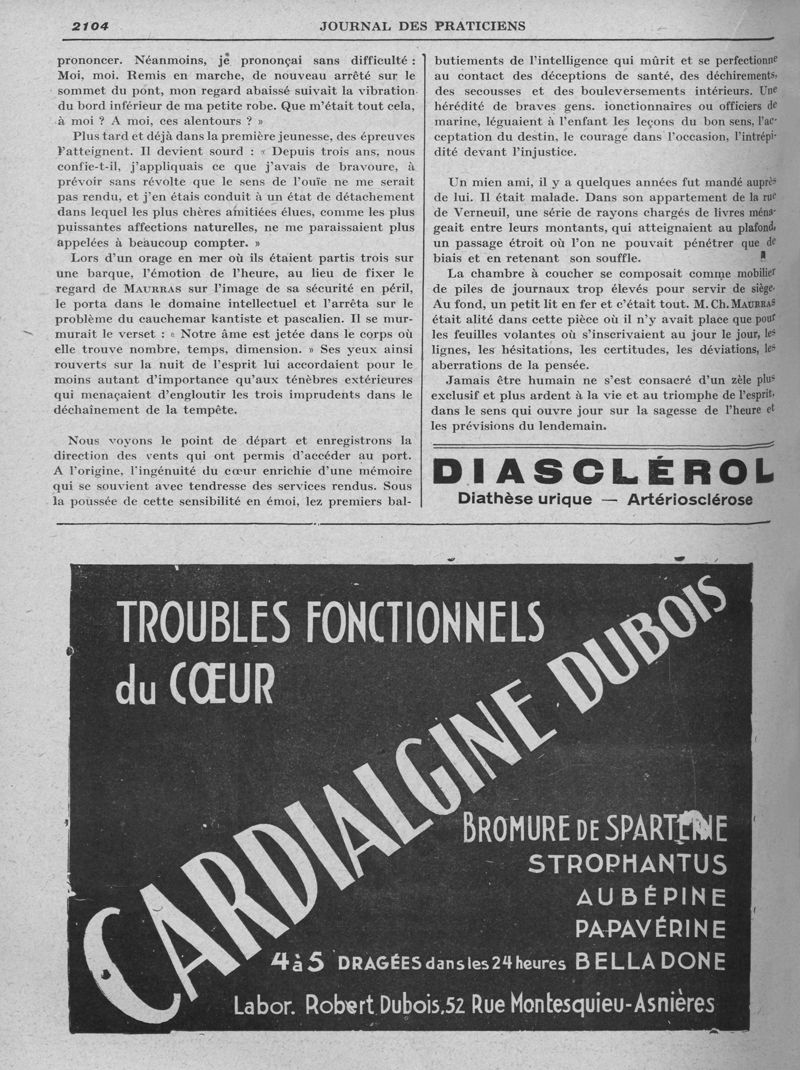 2104
JOURNAL DES PRATICIENS
prononcer. Néanmoins, je prononçai sans difficulté :
Moi, moi. Remis en marche, de nouveau arrêté sur le
sommet du pont, mon regard abaissé suivait la vibration
du bord inférieur de ma petite robe. Que m'était tout cela,
à moi ? A moi, ces alentours ? »
Plus tard et déjà dans la première jeunesse, des épreuves
l'atteignent. Il devient sourd : « Depuis trois ans, nous
confie-t-il, j'appliquais ce que j'avais de bravoure, à
prévoir sans révolte que le sens de l'ouïe ne me serait
pas rendu, et j'en étais conduit à un état de détachement
dans lequel les plus chères amitiées élues, comme les plus
puissantes affections naturelles, ne me paraissaient plus
appelées à beaucoup compter. »
Lors d'un orage en mer où ils étaient partis trois sur
une barque, l'émotion de l'heure, au lieu de fixer le
regard de MAURRAS sur l'image de sa sécurité en péril,
le porta dans le domaine intellectuel et l'arrêta sur le
problème du cauchemar kantiste et pascalien. Il se mur-
murait le verset : « Notre âme est jetée dans le corps où
elle trouve nombre, temps, dimension. » Ses yeux ainsi
rouverts sur la nuit de l'esprit lui accordaient pour le
moins autant d'importance qu'aux ténèbres extérieures
qui menaçaient d'engloutir les trois imprudents dans le
déchaînement de la tempête.
Nous voyons le point de départ et enregistrons la
direction des vents qui ont permis d'accéder au port.
A l'origine, l'ingénuité du cœur enrichie d'une mémoire
qui se souvient avec tendresse des services rendus. Sous
la poussée de cette sensibilité en émoi, lez premiers bal-
butiements de l'intelligence qui mûrit et se perfectionne
au contact des déceptions de santé, des déchirements,
des secousses et des bouleversements intérieurs. Une
hérédité de braves gens. ionctionnaires ou officiers de
marine, léguaient à l'enfant les leçons du bon sens, l'ac-
ceptation du destin, le courage dans l'occasion, l'intrépi-
dité devant l'injustice.
Un mien ami, il y a quelques années fut mandé auprès
de lui. Il était malade. Dans son appartement de la rue
de Verneuil, une série de rayons chargés de livres ména-
geait entre leurs montants, qui atteignaient au plafond,
un passage étroit où l'on ne pouvait pénétrer que de
biais et en retenant son souffle.
La chambre à coucher se composait comme mobilier
de piles de journaux trop élevés pour servir de siège.
Au fond, un petit lit en fer et c'était tout. M. Ch. MAURRAS
était alité dans cette pièce où il n'y avait place que pour
les feuilles volantes où s'inscrivaient au jour le jour, les
lignes, les hésitations, les certitudes, les déviations, les
aberrations de la pensée.
Jamais être humain ne s'est consacré d'un zèle plus
exclusif et plus ardent à la vie et au triomphe de l'esprit,
dans le sens qui ouvre jour sur la sagesse de l'heure et
les prévisions du lendemain.
DIASCLÉROL
Diathèse urique — Artériosclérose
TROUBLES FONCTIONNELS
du CŒUR
CARDIALGINE DUBOIS
BROMURE DE SPARTEINE
STROPHANTUS
AUBÉPINE
PAPAVÉRINE
4 à 5 DRAGÉES dans les 24 heures BELLADONE
Labor. Robert Dubois, 52 Rue Montesquieu-Asnières